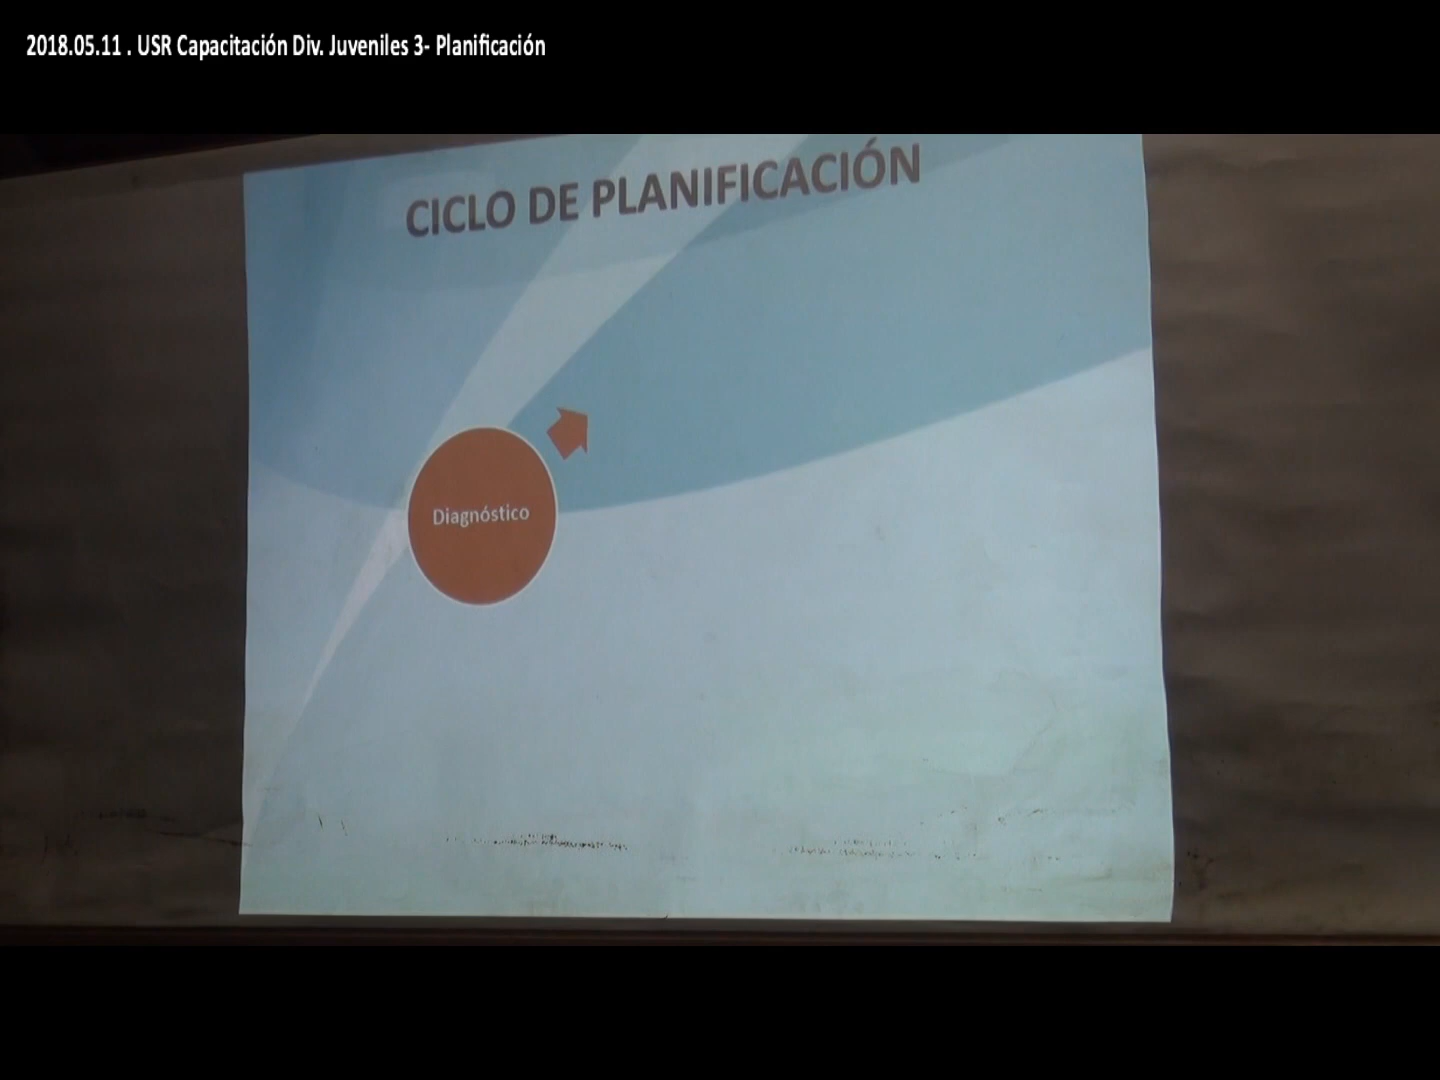 2018.05.11 . USR Capacitación Div. Juveniles 3- Planificación
CICLO DE PLANIFICACIÓN
Diagnóstico